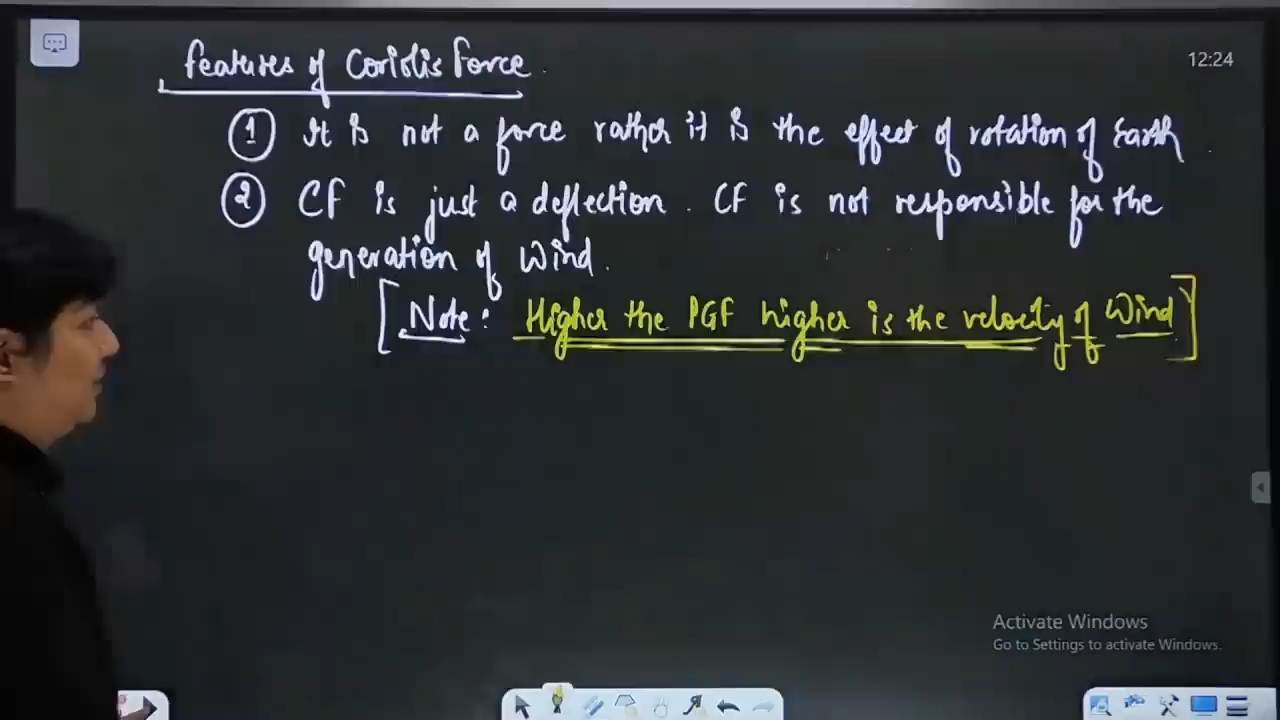 features of Coriolis Force
12:24
① It is not a force rather it is the effect of rotation of Earth
② CF is just a deflection. CF is not responsible for the
generation of Wind.
[Note: Higher the PGF higher is the velocity of Wind]
Activate Windows
Go to Settings to activate Windows.